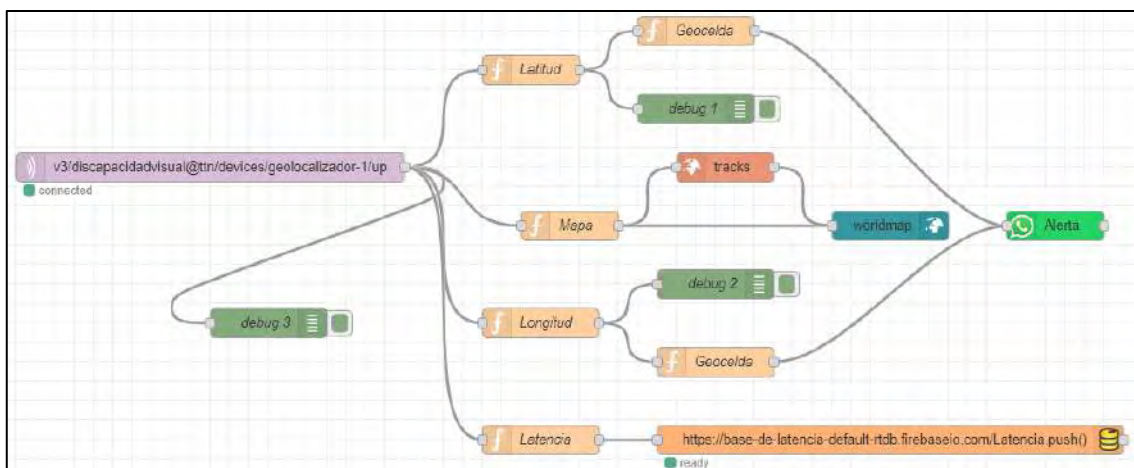 Geocelda
Latitud
debug 1
v3/discapacidadvisual@ttn/devices/geolocalizador-1/up
connected
tracks
Mapa
worldmap
Alerta
debug 2
debug 3
Longitud
Geocelda
Latencia
https://base-de-latencia-default-rtdb.firebaseio.com/Latencia.push()
ready